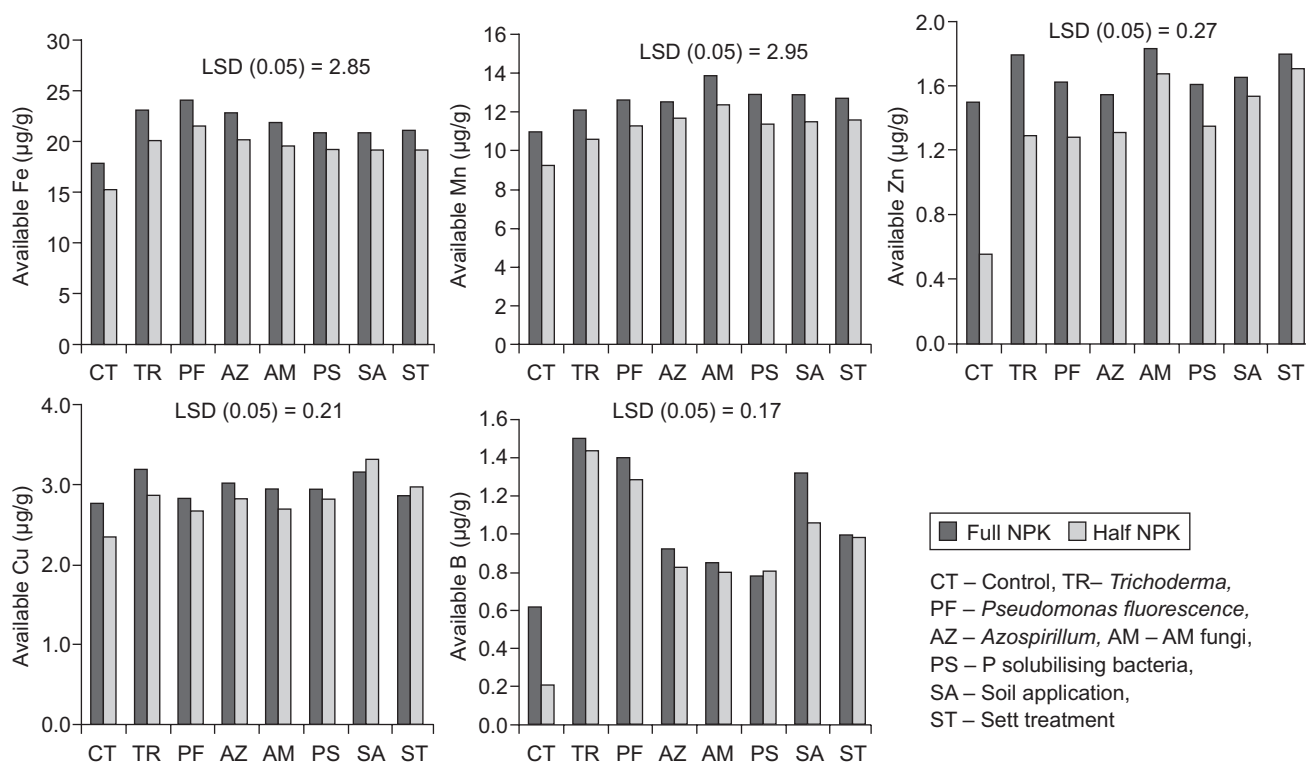 LSD (0.05) = 2.85
Available Fe (µg/g)
30
25
20
15
10
5
0
CT TR PF AZ AM PS SA ST
LSD (0.05) = 2.95
Available Mn (µg/g)
16
14
12
10
8
6
4
2
0
CT TR PF AZ AM PS SA ST
LSD (0.05) = 0.27
Available Zn (µg/g)
2.0
1.6
1.2
0.8
0.4
0.0
CT TR PF AZ AM PS SA ST
LSD (0.05) = 0.21
Available Cu (µg/g)
4.0
3.0
2.0
1.0
0.0
CT TR PF AZ AM PS SA ST
LSD (0.05) = 0.17
Available B (µg/g)
1.6
1.4
1.2
1.0
0.8
0.6
0.4
0.2
0.0
CT TR PF AZ AM PS SA ST
Full NPK Half NPK
CT – Control, TR– Trichoderma,
PF – Pseudomonas fluorescence,
AZ – Azospirillum, AM – AM fungi,
PS – P solubilising bacteria,
SA – Soil application,
ST – Sett treatment